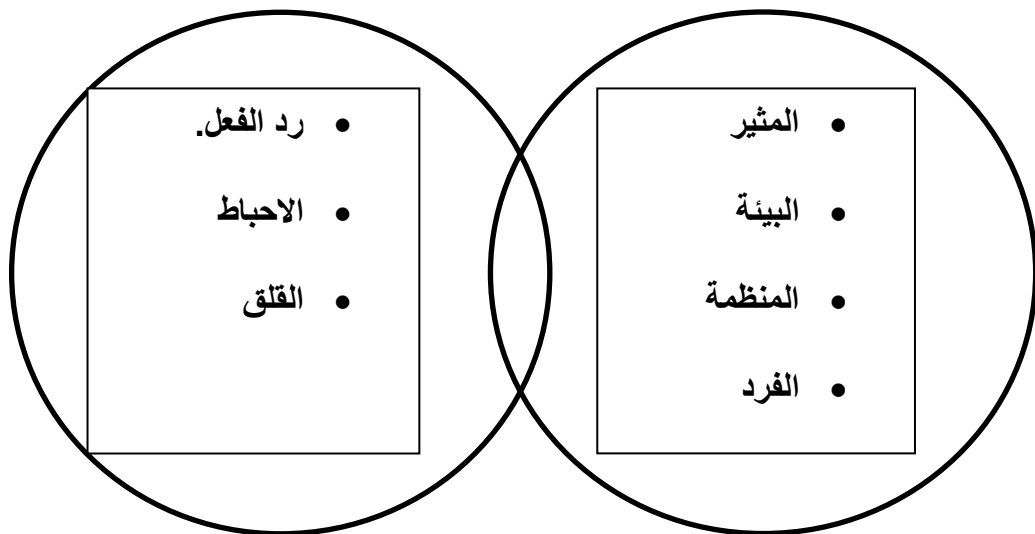 • المثير
• البيئة
• المنظمة
• الفرد
• رد الفعل.
• الاحباط
• القلق